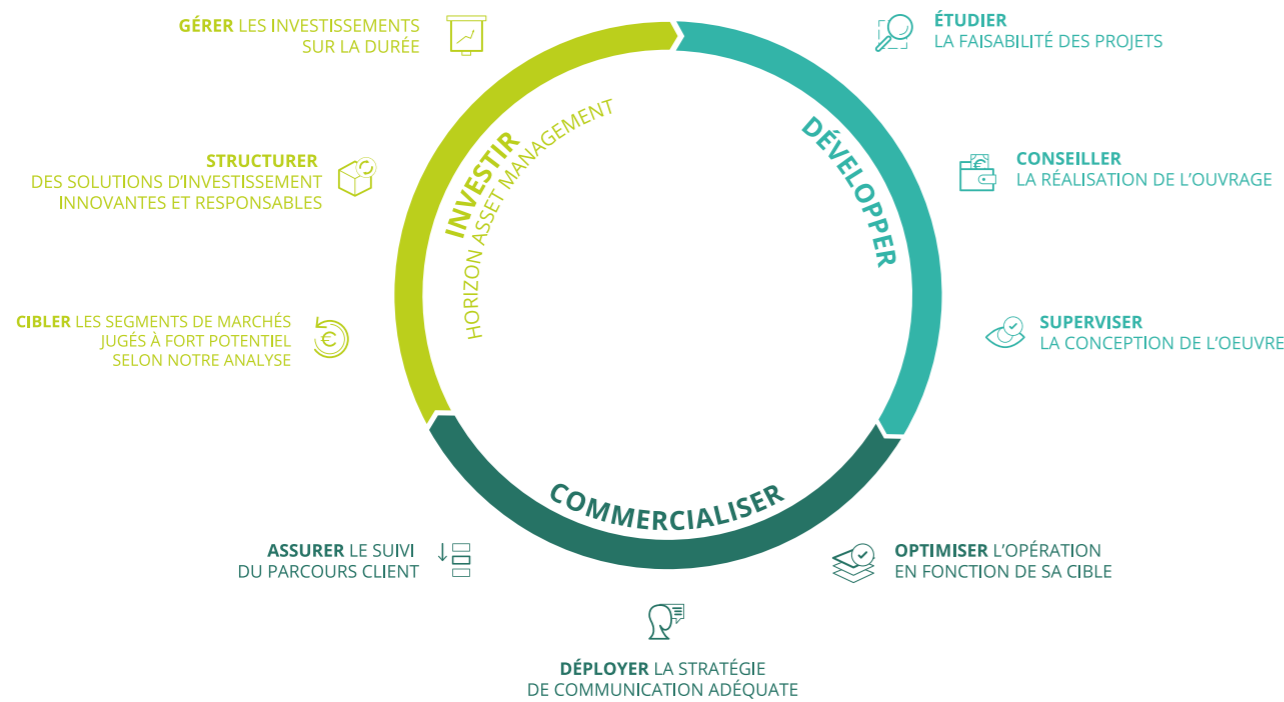 GÉRER LES INVESTISSEMENTS
SUR LA DURÉE
STRUCTURER
DES SOLUTIONS D'INVESTISSEMENT
INNOVANTES ET RESPONSABLES
CIBLER LES SEGMENTS DE MARCHÉS
JUGÉS À FORT POTENTIEL
SELON NOTRE ANALYSE
INVESTIR
HORIZON ASSET MANAGEMENT
DÉVELOPPER
ÉTUDIER
LA FAISABILITÉ DES PROJETS
CONSEILLER
LA RÉALISATION DE L'OUVRAGE
SUPERVISER
LA CONCEPTION DE L'OEUVRE
COMMERCIALISER
ASSURER LE SUIVI
DU PARCOURS CLIENT
OPTIMISER L'OPÉRATION
EN FONCTION DE SA CIBLE
DÉPLOYER LA STRATÉGIE
DE COMMUNICATION ADÉQUATE